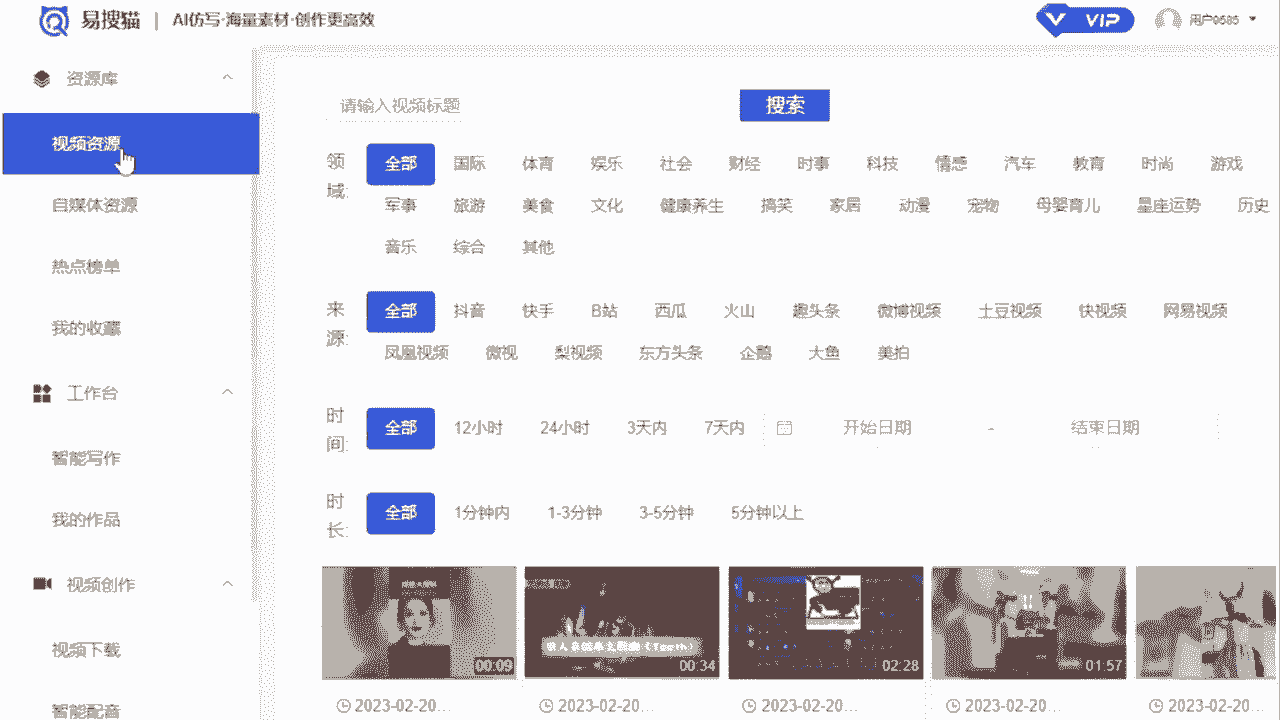 易搜猫 | AI仿写·海量素材·创作更高效
VIP
用户0585
资源库
视频资源
自媒体资源
热点榜单
我的收藏
工作台
智能写作
我的作品
视频创作
视频下载
智能配音
请输入视频标题
搜索
领域:
全部 国际 体育 娱乐 社会 财经 时事 科技 情感 汽车 教育 时尚 游戏
军事 旅游 美食 文化 健康养生 搞笑 家居 动漫 宠物 母婴育儿 星座运势 历史
音乐 综合 其他
来源:
全部 抖音 快手 B站 西瓜 火山 趣头条 微博视频 土豆视频 快视频 网易视频
凤凰视频 微视 梨视频 东方头条 企鹅 大鱼 美拍
时间:
全部 12小时 24小时 3天内 7天内 开始日期 - 结束日期
时长:
全部 1分钟内 1-3分钟 3-5分钟 5分钟以上
00:09
00:34
02:28
01:57
2023-02-20... 2023-02-20... 2023-02-20... 2023-02-20... 2023-02-20...